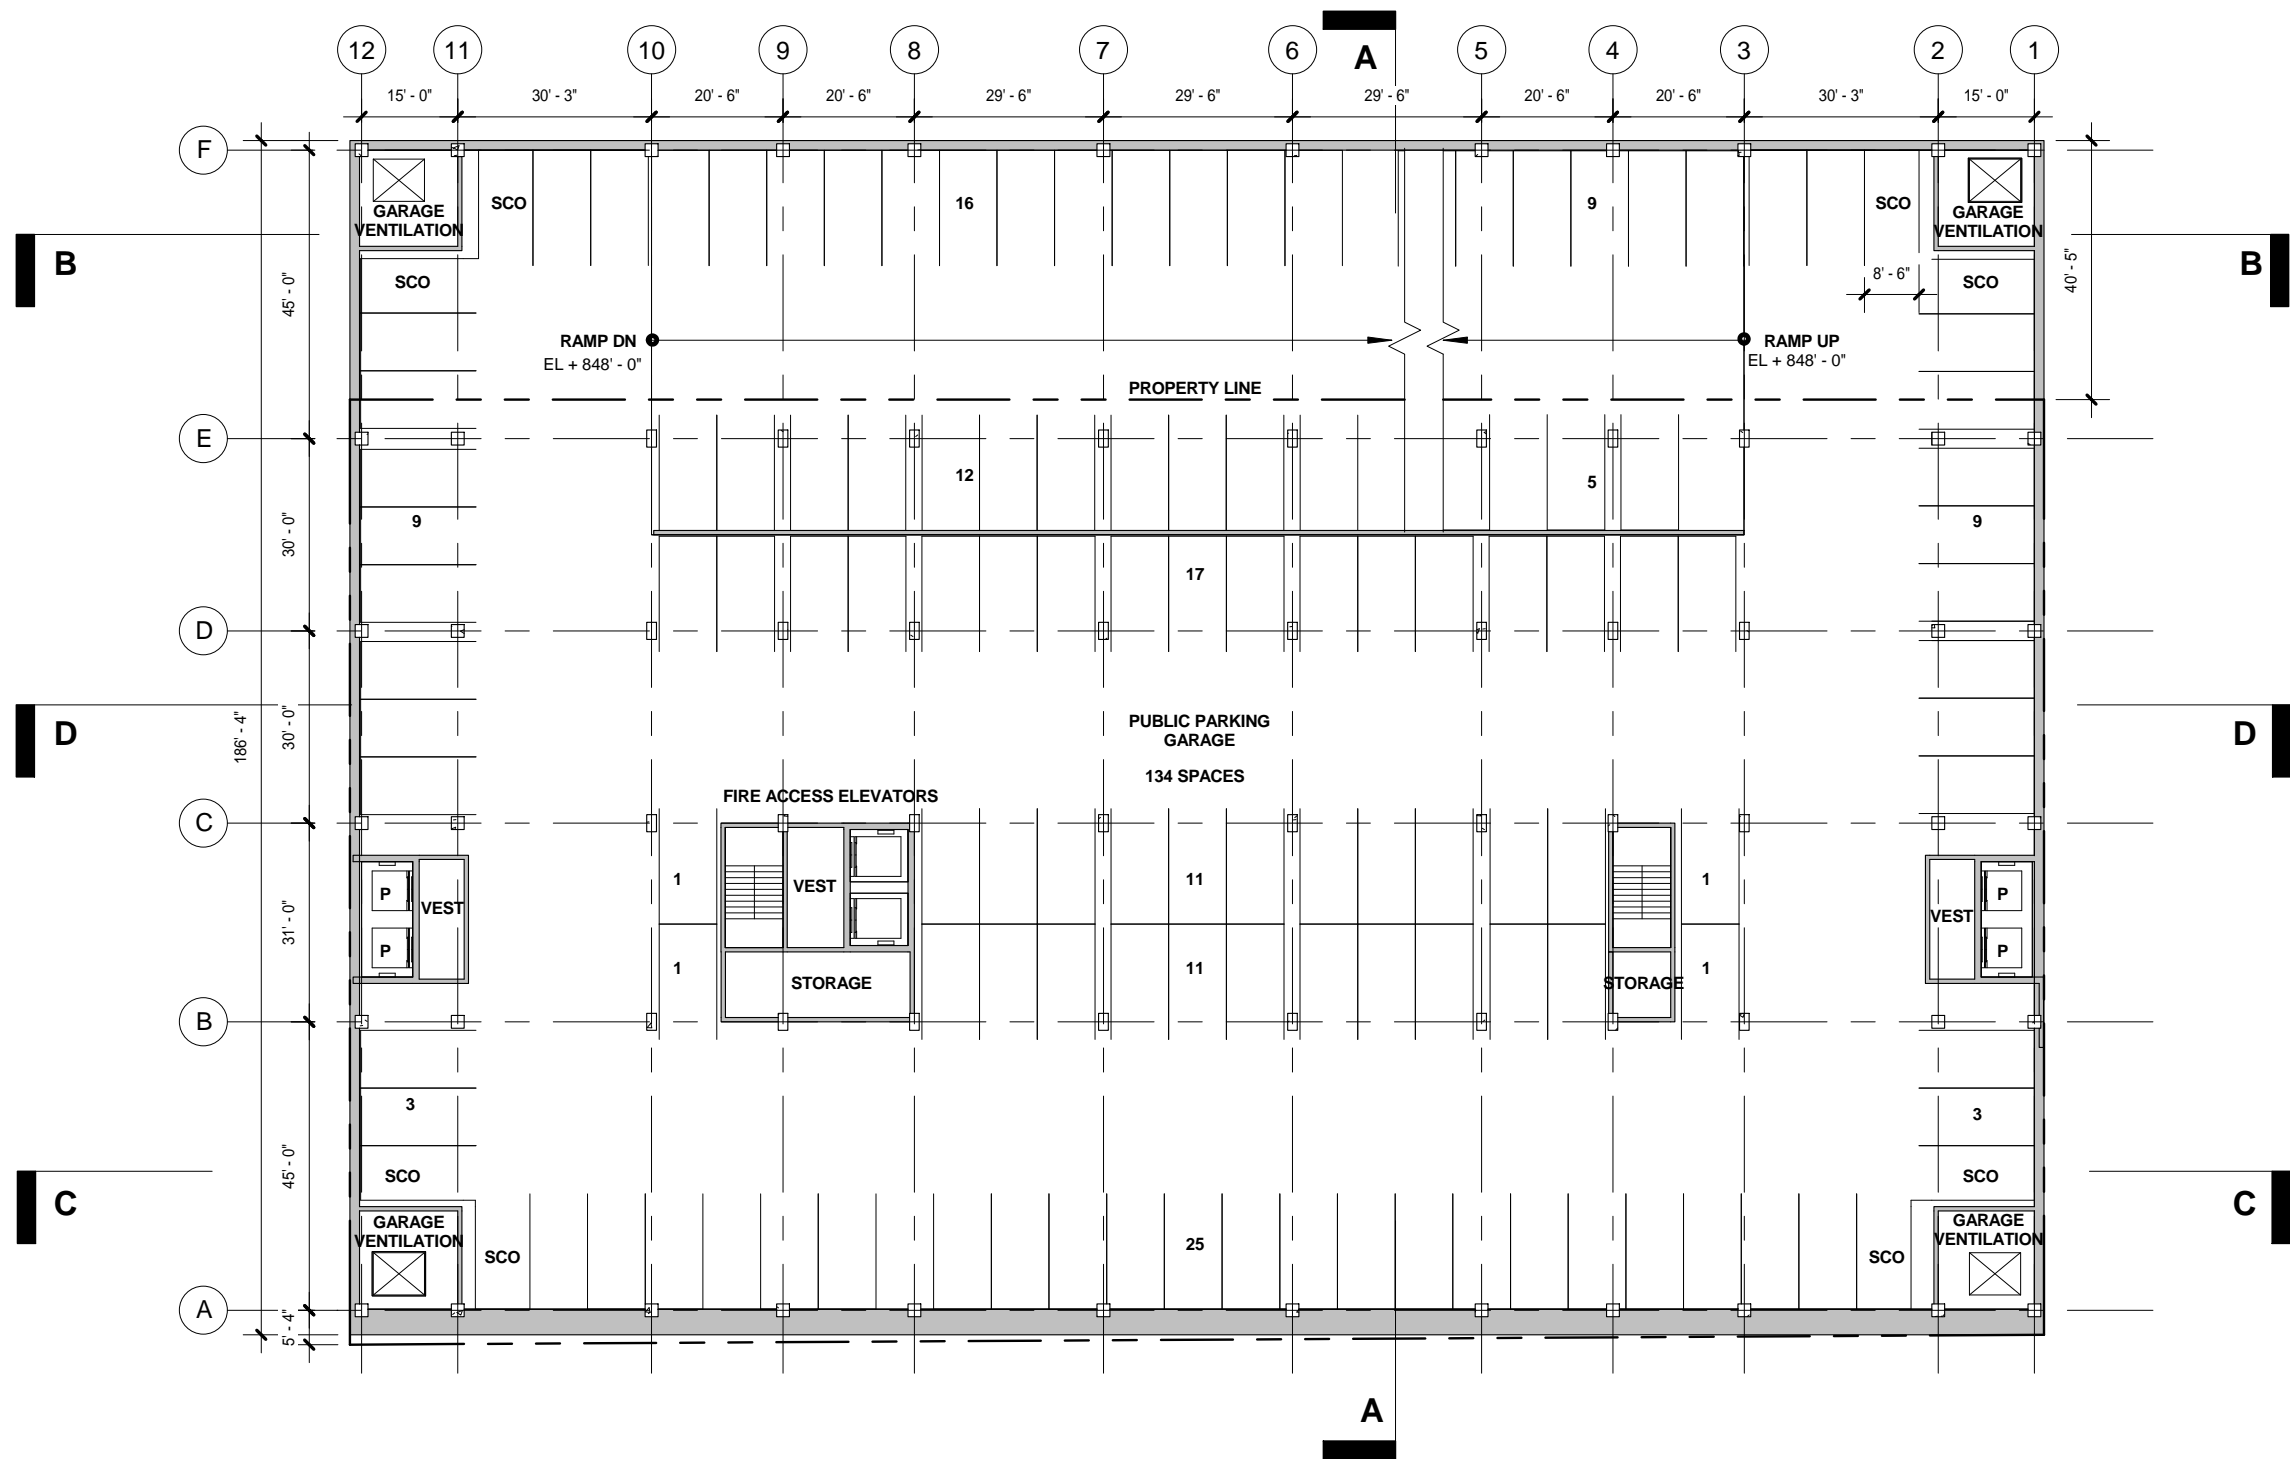 A
12 11 10 9 8 7 6 5 4 3 2 1
15' - 0" 30' - 3" 20' - 6" 20' - 6" 29' - 6" 29' - 6" 29' - 6" 20' - 6" 20' - 6" 30' - 3" 15' - 0"
F
SCO 16 9 SCO
GARAGE
VENTILATION
GARAGE
VENTILATION
B B
SCO SCO
8' - 6"
40' - 5"
45' - 0"
RAMP DN
EL + 848' - 0"
RAMP UP
EL + 848' - 0"
PROPERTY LINE
E
12 5
9 9
30' - 0"
17
D
D D
186' - 4"
30' - 0"
PUBLIC PARKING
GARAGE
134 SPACES
FIRE ACCESS ELEVATORS
C
1 VEST 11 1
P VEST
P
VEST P
P
31' - 0"
1 11 1
STORAGE STORAGE
B
3 3
45' - 0"
SCO SCO
C C
GARAGE
VENTILATION
GARAGE
VENTILATION
SCO 25 SCO
A
5' - 4"
A